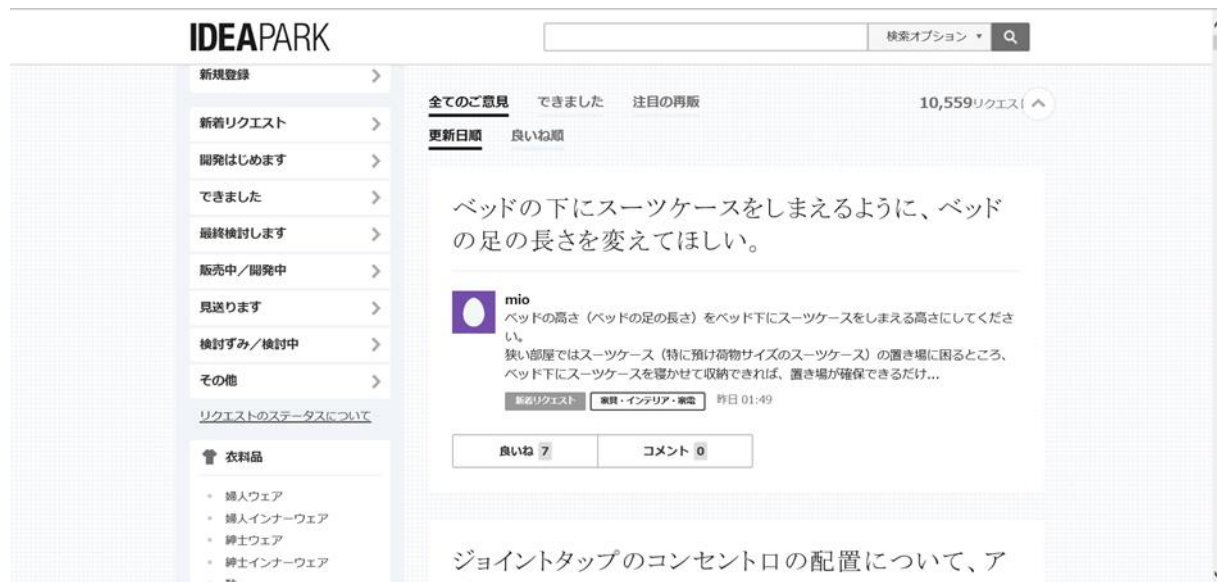 IDEAPARK
検索オプション ▼
新規登録
新着リクエスト
開発はじめます
できました
最終検討します
販売中／開発中
見送ります
検討ずみ／検討中
その他
リクエストのステータスについて
衣料品
婦人ウェア
婦人インナーウェア
紳士ウェア
紳士インナーウェア
全てのご意見 できました 注目の再販
10,559リクエスト
更新日順 良いね順
ベッドの下にスーツケースをしまえるように、ベッド
の足の長さを変えてほしい。
mio
ベッドの高さ（ベッドの足の長さ）をベッド下にスーツケースをしまえる高さにしてくださ
い。
狭い部屋ではスーツケース（特に預け荷物サイズのスーツケース）の置き場に困るところ、
ベッド下にスーツケースを寝かせて収納できれば、置き場が確保できるだけ...
新着リクエスト 家具・インテリア・家電 昨日 01:49
良いね 7 コメント 0
ジョイントタップのコンセント口の配置について、ア